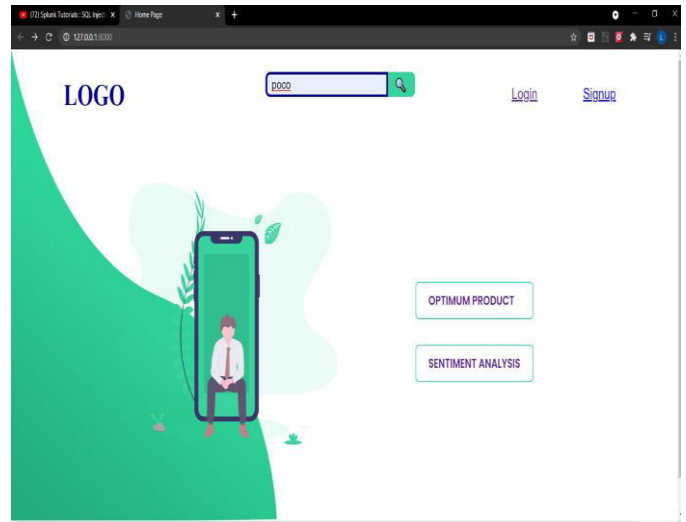 (72) Splunk Tutorials : SQL Inject
Home Page
127.0.0.1:8000
LOGO
poco
Login
Signup
OPTIMUM PRODUCT
SENTIMENT ANALYSIS